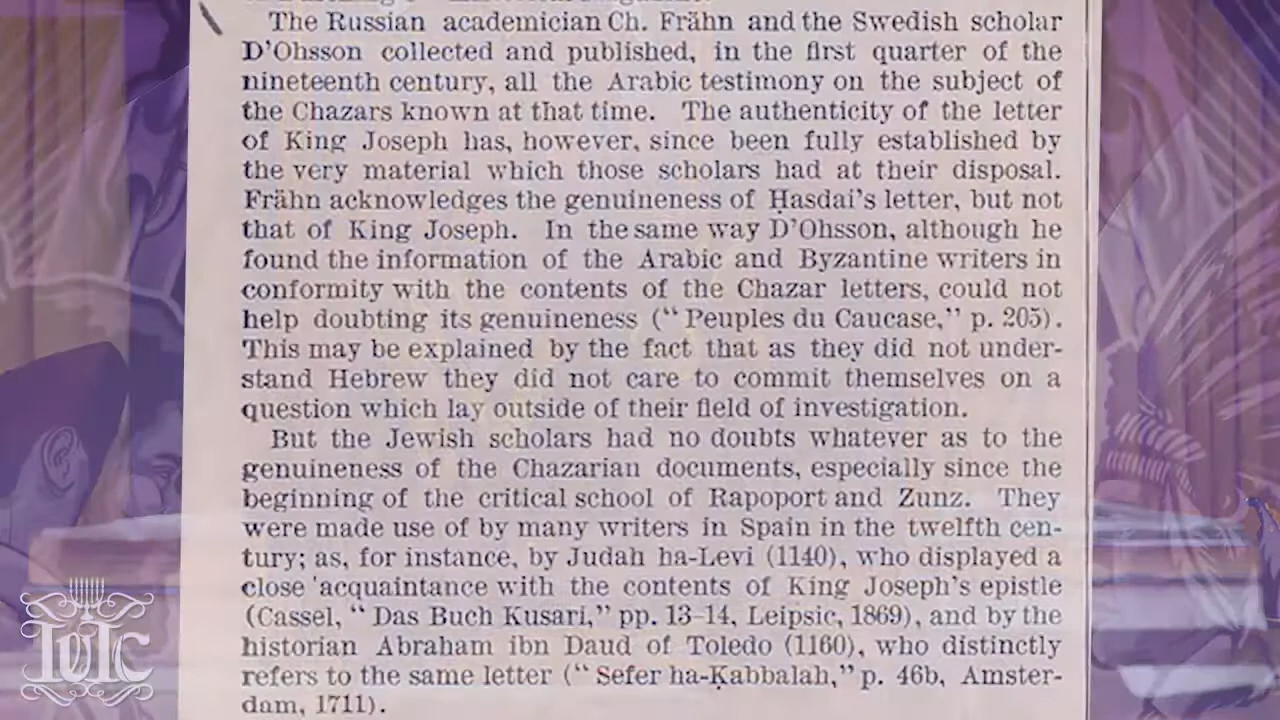 The Russian academician Ch. Frähn and the Swedish scholar
D'Ohsson collected and published, in the first quarter of the
nineteenth century, all the Arabic testimony on the subject of
the Chazars known at that time. The authenticity of the letter
of King Joseph has, however, since been fully established by
the very material which those scholars had at their disposal.
Frähn acknowledges the genuineness of Ḥasdai's letter, but not
that of King Joseph. In the same way D'Ohsson, although he
found the information of the Arabic and Byzantine writers in
conformity with the contents of the Chazar letters, could not
help doubting its genuineness ("Peuples du Caucase," p. 205).
This may be explained by the fact that as they did not under-
stand Hebrew they did not care to commit themselves on a
question which lay outside of their field of investigation.
But the Jewish scholars had no doubts whatever as to the
genuineness of the Chazarian documents, especially since the
beginning of the critical school of Rapoport and Zunz. They
were made use of by many writers in Spain in the twelfth cen-
tury; as, for instance, by Judah ha-Levi (1140), who displayed a
close acquaintance with the contents of King Joseph's epistle
(Cassel, "Das Buch Kusari," pp. 13-14, Leipsic, 1869), and by the
historian Abraham ibn Daud of Toledo (1160), who distinctly
refers to the same letter ("Sefer ha-Ḳabbalah," p. 46b, Amster-
dam, 1711).
IUIC